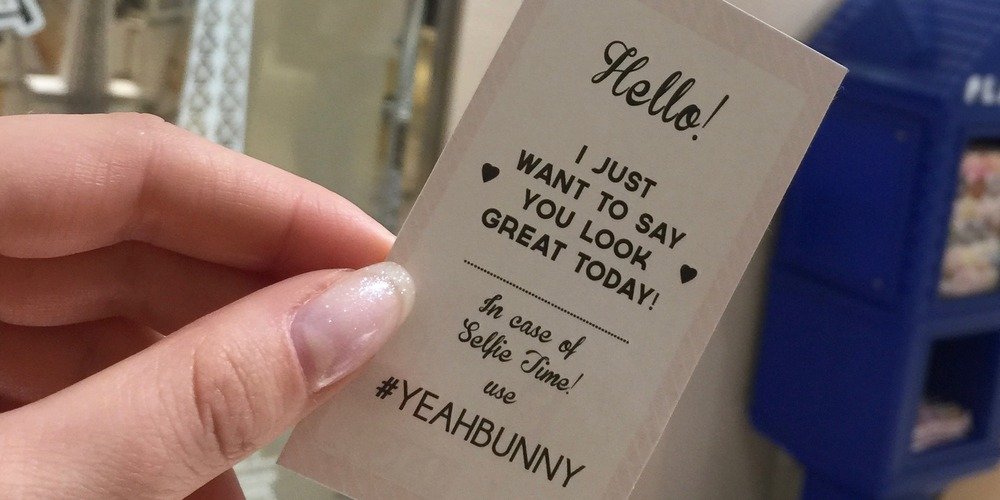 Hello!
I JUST
WANT TO SAY
YOU LOOK
GREAT TODAY!
In case of
Selfie Time!
use
#YEAHBUNNY